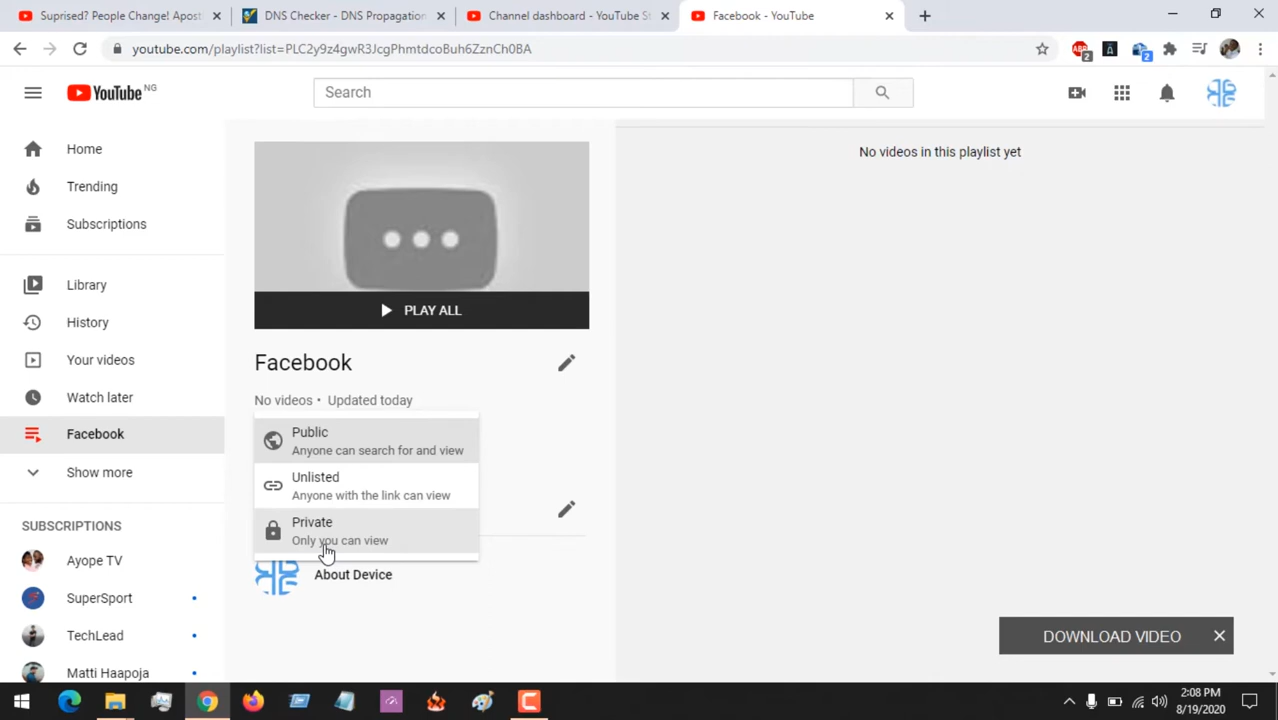 Suprised? People Change! Apost
DNS Checker - DNS Propagation
Channel dashboard - YouTube St
Facebook - YouTube
youtube.com/playlist?list=PLC2y9z4gwR3JcgPhmtdcoBuh6ZznCh0BA
ABP
2
2
YouTube NG
Search
Home
Trending
Subscriptions
Library
History
Your videos
Watch later
Facebook
Show more
SUBSCRIPTIONS
Ayope TV
SuperSport
TechLead
Matti Haapoja
PLAY ALL
Facebook
No videos • Updated today
Public
Anyone can search for and view
Unlisted
Anyone with the link can view
Private
Only you can view
About Device
No videos in this playlist yet
DOWNLOAD VIDEO
2:08 PM
8/19/2020